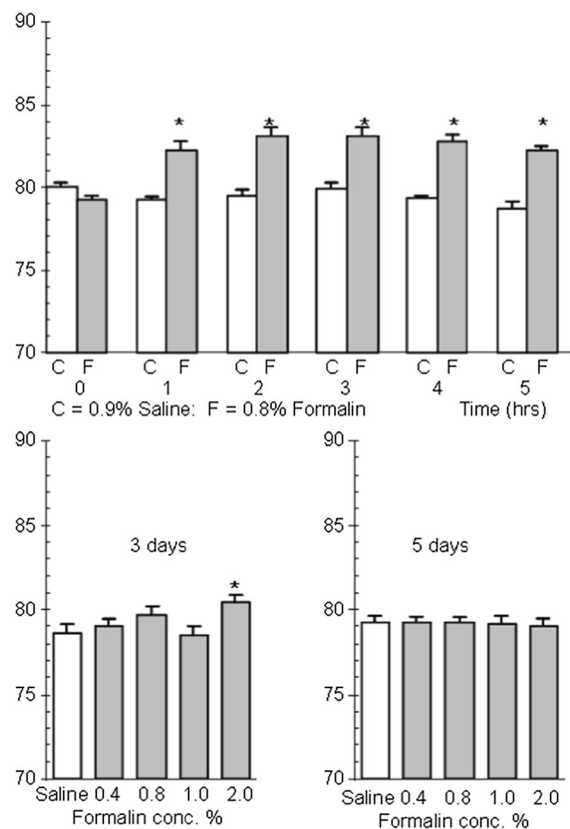 90
85
* * * * *
80
75
70
C F C F C F C F C F C F
0 1 2 3 4 5
C = 0.9% Saline: F = 0.8% Formalin Time (hrs)
90
85
3 days
80
*
75
70
Saline 0.4 0.8 1.0 2.0
Formalin conc. %
90
85
5 days
80
75
70
Saline 0.4 0.8 1.0 2.0
Formalin conc. %